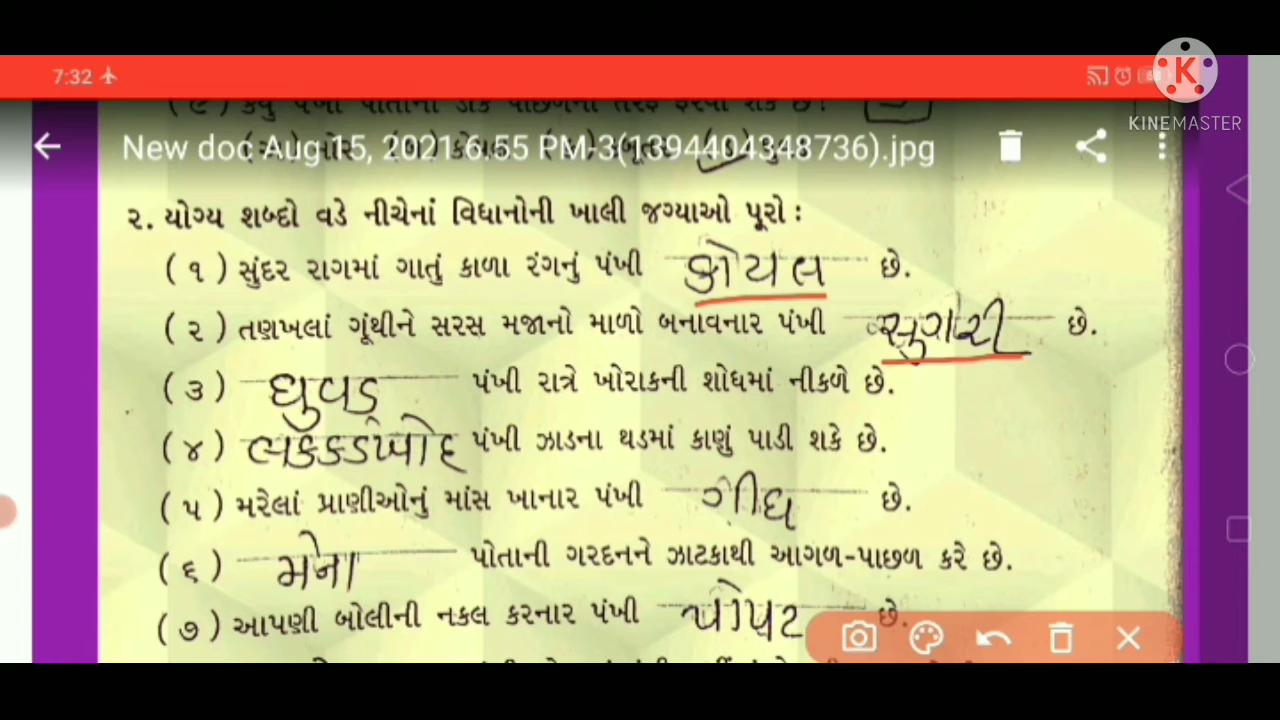 7:32
KINEMASTER
New doc Aug 15, 2021 6:55 PM-3(1394404348736).jpg
૨. યોગ્ય શબ્દો વડે નીચેનાં વિધાનોની ખાલી જગ્યાઓ પૂરો :
(૧) સુંદર રાગમાં ગાતું કાળા રંગનું પંખી કોયલ છે.
(૨) તણખલાં ગૂંથીને સરસ મજાનો માળો બનાવનાર પંખી સુગરી છે.
(૩) ઘુવડ પંખી રાત્રે ખોરાકની શોધમાં નીકળે છે.
(૪) લક્કડખોદ પંખી ઝાડના થડમાં કાણું પાડી શકે છે.
(૫) મરેલાં પ્રાણીઓનું માંસ ખાનાર પંખી ગીધ છે.
(૬) મેના પોતાની ગરદનને ઝાટકાથી આગળ-પાછળ કરે છે.
(૭) આપણી બોલીની નકલ કરનાર પંખી પોપટ છે.